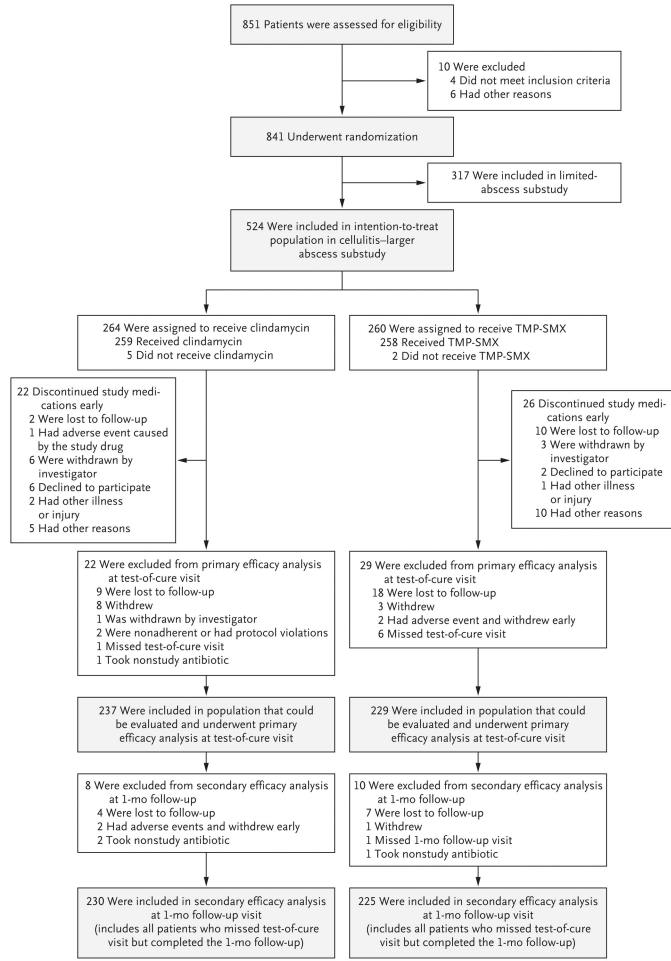 851 Patients were assessed for eligibility
10 Were excluded
4 Did not meet inclusion criteria
6 Had other reasons
841 Underwent randomization
317 Were included in limited-
abscess substudy
524 Were included in intention-to-treat
population in cellulitis–larger
abscess substudy
264 Were assigned to receive clindamycin
259 Received clindamycin
5 Did not receive clindamycin
260 Were assigned to receive TMP-SMX
258 Received TMP-SMX
2 Did not receive TMP-SMX
22 Discontinued study medi-
cations early
2 Were lost to follow-up
1 Had adverse event caused
by the study drug
6 Were withdrawn by
investigator
6 Declined to participate
2 Had other illness
or injury
5 Had other reasons
26 Discontinued study medi-
cations early
10 Were lost to follow-up
3 Were withdrawn by
investigator
2 Declined to participate
1 Had other illness
or injury
10 Had other reasons
22 Were excluded from primary efficacy analysis
at test-of-cure visit
9 Were lost to follow-up
8 Withdrew
1 Was withdrawn by investigator
2 Were nonadherent or had protocol violations
1 Missed test-of-cure visit
1 Took nonstudy antibiotic
29 Were excluded from primary efficacy analysis
at test-of-cure visit
18 Were lost to follow-up
3 Withdrew
2 Had adverse event and withdrew early
6 Missed test-of-cure visit
237 Were included in population that could
be evaluated and underwent primary
efficacy analysis at test-of-cure visit
229 Were included in population that could
be evaluated and underwent primary
efficacy analysis at test-of-cure visit
8 Were excluded from secondary efficacy analysis
at 1-mo follow-up
4 Were lost to follow-up
2 Had adverse events and withdrew early
2 Took nonstudy antibiotic
10 Were excluded from secondary efficacy analysis
at 1-mo follow-up
7 Were lost to follow-up
1 Withdrew
1 Missed 1-mo follow-up visit
1 Took nonstudy antibiotic
230 Were included in secondary efficacy analysis
at 1-mo follow-up visit
(includes all patients who missed test-of-cure
visit but completed the 1-mo follow-up)
225 Were included in secondary efficacy analysis
at 1-mo follow-up visit
(includes all patients who missed test-of-cure
visit but completed the 1-mo follow-up)